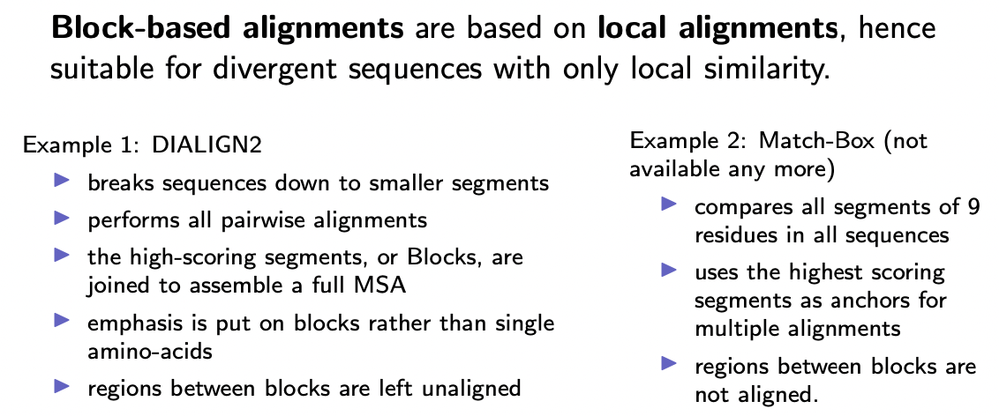 Block-based alignments are based on local alignments, hence
suitable for divergent sequences with only local similarity.
Example 1: DIALIGN2
breaks sequences down to smaller segments
performs all pairwise alignments
the high-scoring segments, or Blocks, are
joined to assemble a full MSA
emphasis is put on blocks rather than single
amino-acids
regions between blocks are left unaligned
Example 2: Match-Box (not
available any more)
compares all segments of 9
residues in all sequences
uses the highest scoring
segments as anchors for
multiple alignments
regions between blocks are
not aligned.